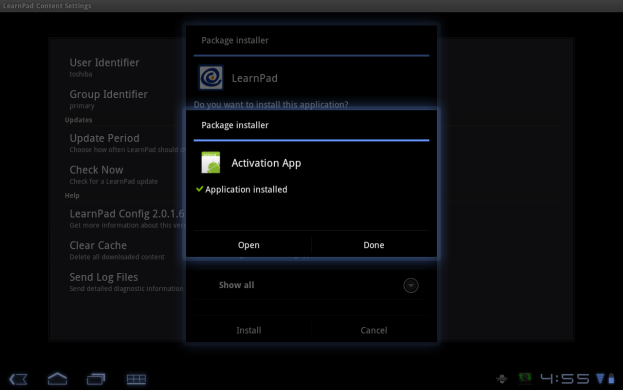 LearnPad Content Settings
User Identifier
toshiba
Group Identifier
primary
Updates
Update Period
Choose how often LearnPad should c
Check Now
Check for a LearnPad update
Help
LearnPad Config 2.0.1.6
Get more information about this ver
Clear Cache
Delete all downloaded content
Send Log Files
Send detailed diagnostic information
Package installer
LearnPad
Do you want to install this application?
Package installer
Activation App
Application installed
Open
Done
Show all
Install
Cancel
4:55